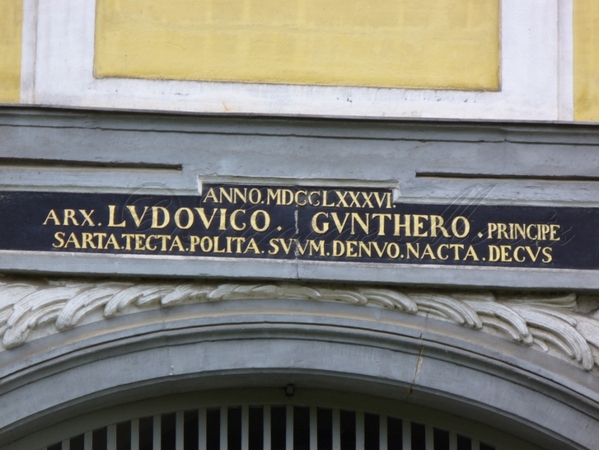 ANNO.MDCCLXXXVI.
ARX. LVDOVICO. GVNTHERO. PRINCIPE
SARTA.TECTA.POLITA.SVVM.DENVO.NACTA.DECVS